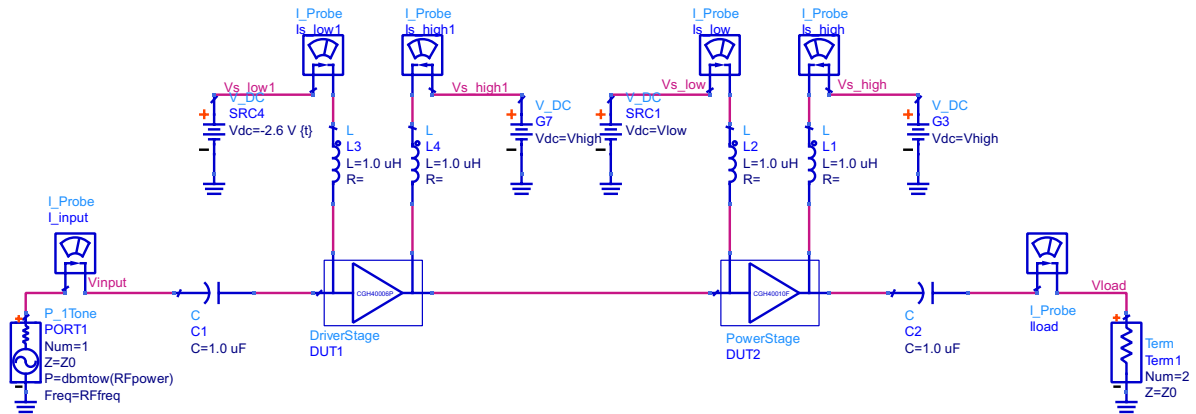 I_Probe
Is_low1
I_Probe
Is_high1
I_Probe
Is_low
I_Probe
Is_high
Vs_low1
V_DC
SRC4
Vdc=-2.6 V {t}
Vs_high1
V_DC
G7
Vdc=Vhigh
Vs_low
V_DC
SRC1
Vdc=Vlow
Vs_high
V_DC
G3
Vdc=Vhigh
L
L3
L=1.0 uH
R=
L
L4
L=1.0 uH
R=
L
L2
L=1.0 uH
R=
L
L1
L=1.0 uH
R=
I_Probe
I_input
Vinput
P_1Tone
PORT1
Num=1
Z=Z0
P=dbmtow(RFpower)
Freq=RFfreq
C
C1
C=1.0 uF
CGH40006P
DriverStage
DUT1
CGH40010F
PowerStage
DUT2
C
C2
C=1.0 uF
I_Probe
Iload
Vload
Term
Term1
Num=2
Z=Z0